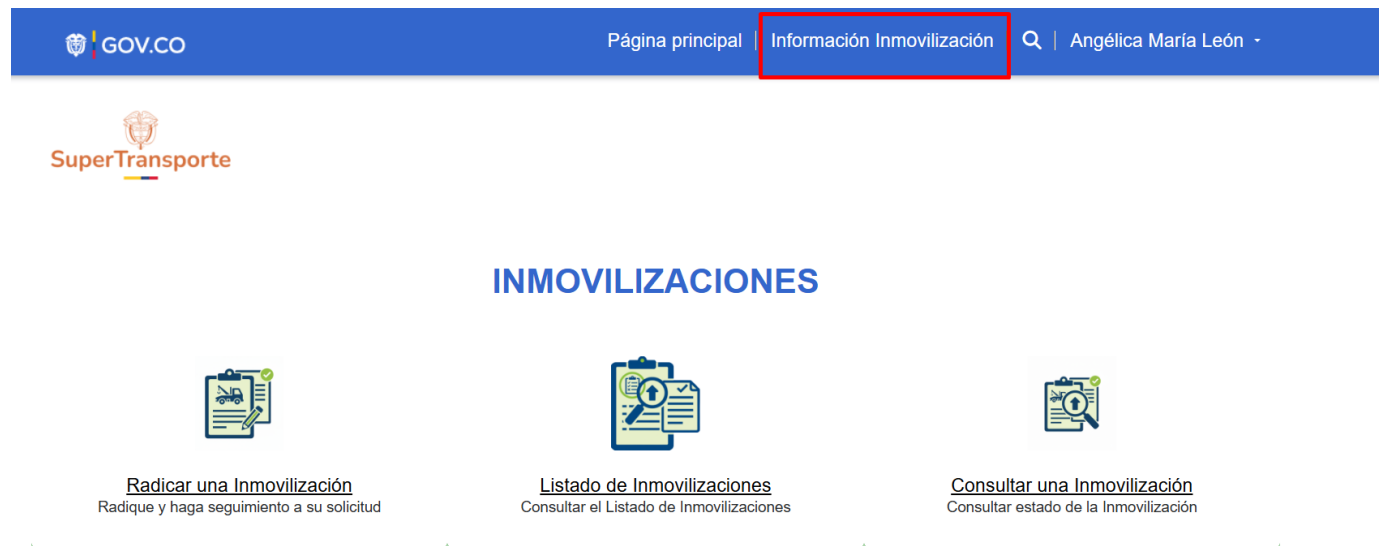 GOV.CO
Página principal
Información Inmovilización
Angélica María León
SuperTransporte
INMOVILIZACIONES
Radicar una Inmovilización
Radique y haga seguimiento a su solicitud
Listado de Inmovilizaciones
Consultar el Listado de Inmovilizaciones
Consultar una Inmovilización
Consultar estado de la Inmovilización